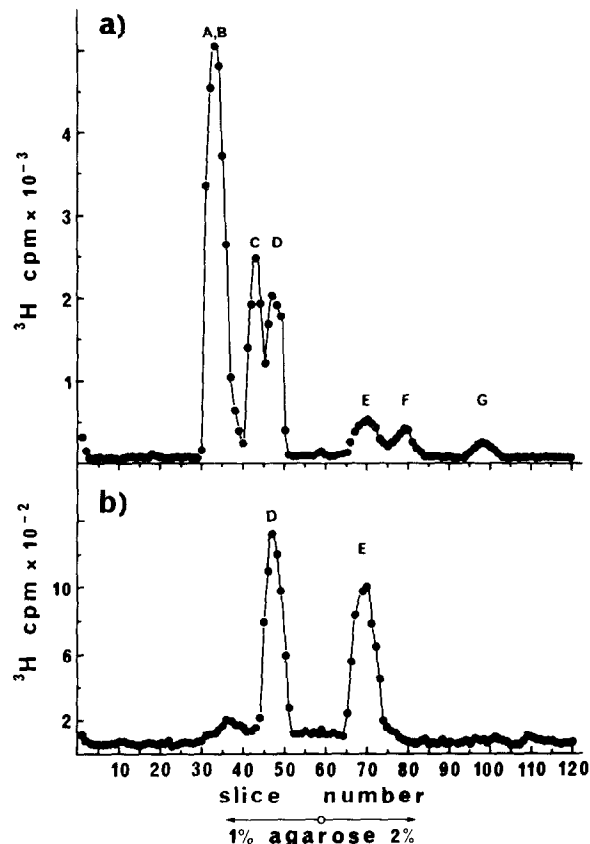 a)
A,B
4
3
2
1
³H cpm × 10⁻³
C D
E F G
b)
D
E
10
6
2
³H cpm × 10⁻²
10 20 30 40 50 60 70 80 90 100 110 120
slice number
1% agarose 2%